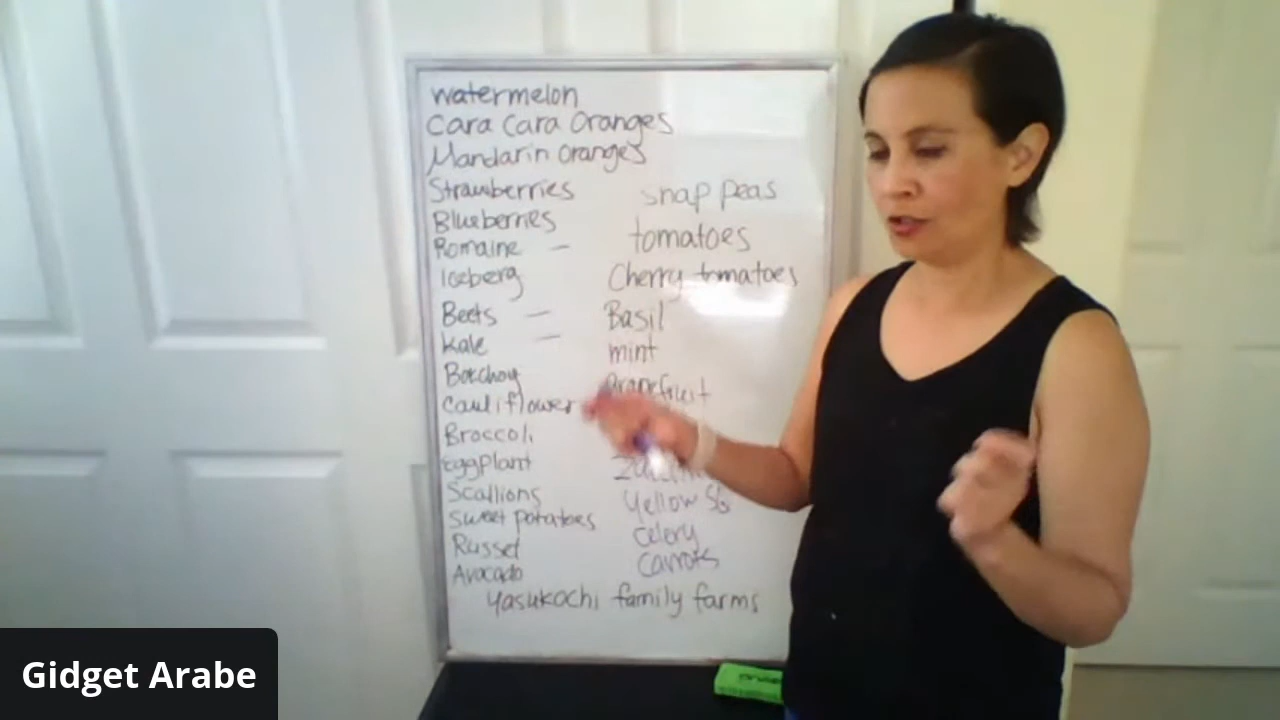 watermelon
Cara Cara Oranges
Mandarin Oranges
Strawberries
Blueberries
Romaine –
Iceberg
Beets –
Kale –
Bokchoy
Cauliflower
Broccoli
Eggplant
Scallions
Sweet potatoes
Russet
Avocado
snap peas
tomatoes
Cherry tomatoes
Basil
mint
Yellow
Celery
Carrots
Yasukochi family farms
Gidget Arabe